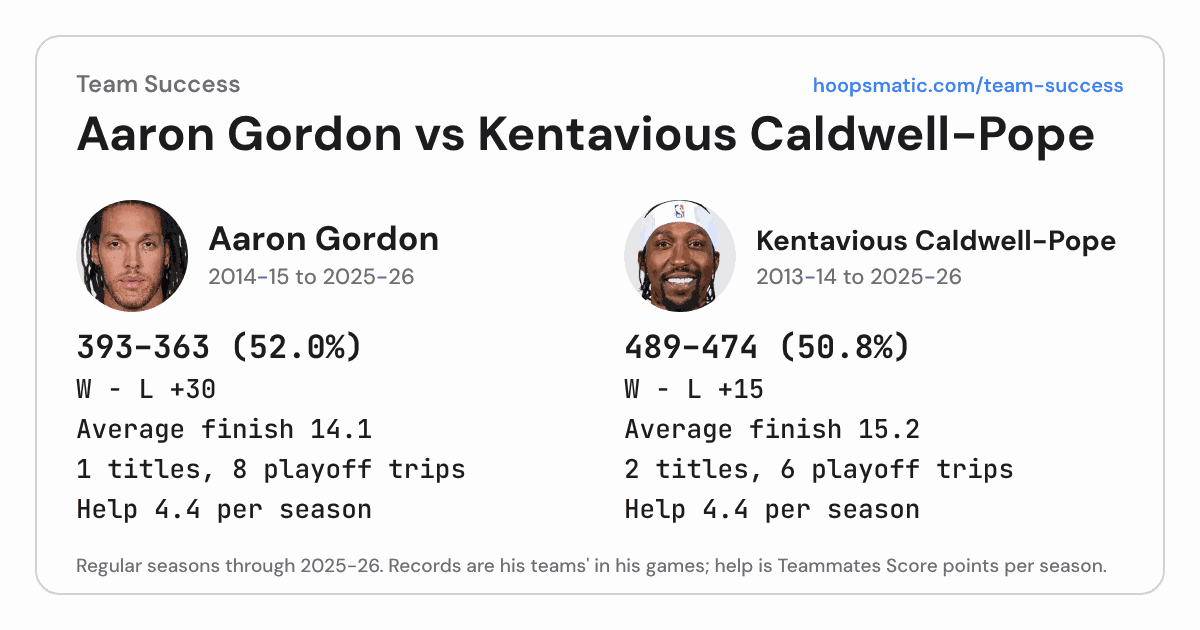 Team Success
hoopsmatic.com/team-success
Aaron Gordon vs Kentavious Caldwell-Pope
Aaron Gordon
2014-15 to 2025-26
393-363 (52.0%)
W - L +30
Average finish 14.1
1 titles, 8 playoff trips
Help 4.4 per season
Kentavious Caldwell-Pope
2013-14 to 2025-26
489-474 (50.8%)
W - L +15
Average finish 15.2
2 titles, 6 playoff trips
Help 4.4 per season
Regular seasons through 2025-26. Records are his teams' in his games; help is Teammates Score points per season.